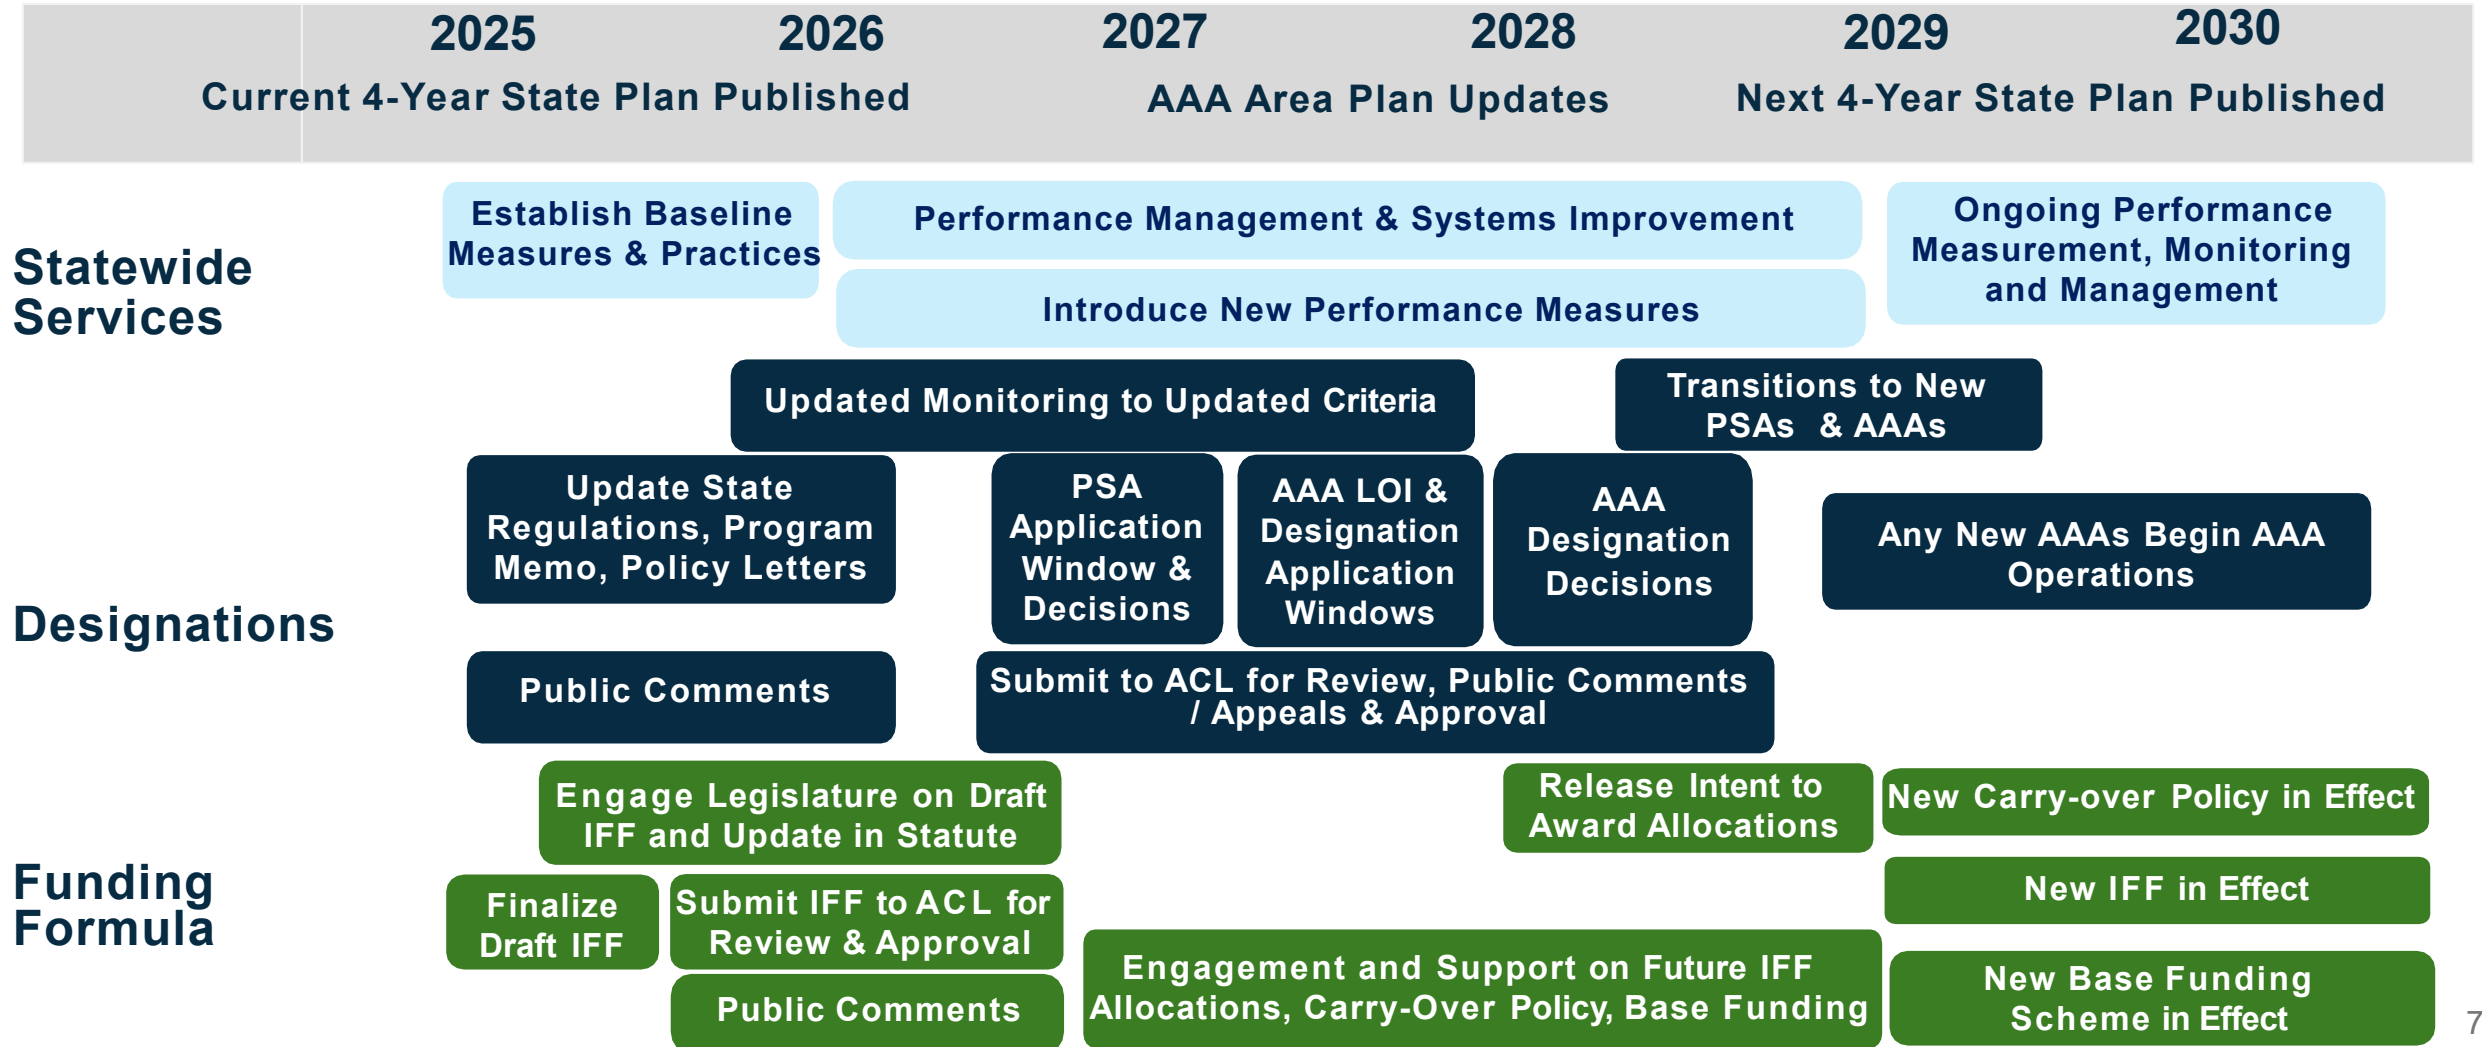 2025 2026 2027 2028 2029 2030
Current 4-Year State Plan Published
AAA Area Plan Updates
Next 4-Year State Plan Published
Statewide
Services
Establish Baseline
Measures & Practices
Performance Management & Systems Improvement
Introduce New Performance Measures
Ongoing Performance
Measurement, Monitoring
and Management
Designations
Updated Monitoring to Updated Criteria
Transitions to New
PSAs & AAAs
Update State
Regulations, Program
Memo, Policy Letters
PSA
Application
Window &
Decisions
AAA LOI &
Designation
Application
Windows
AAA
Designation
Decisions
Any New AAAs Begin AAA
Operations
Public Comments
Submit to ACL for Review, Public Comments
/ Appeals & Approval
Funding
Formula
Engage Legislature on Draft
IFF and Update in Statute
Release Intent to
Award Allocations
New Carry-over Policy in Effect
Finalize
Draft IFF
Submit IFF to ACL for
Review & Approval
New IFF in Effect
Public Comments
Engagement and Support on Future IFF
Allocations, Carry-Over Policy, Base Funding
New Base Funding
Scheme in Effect
7